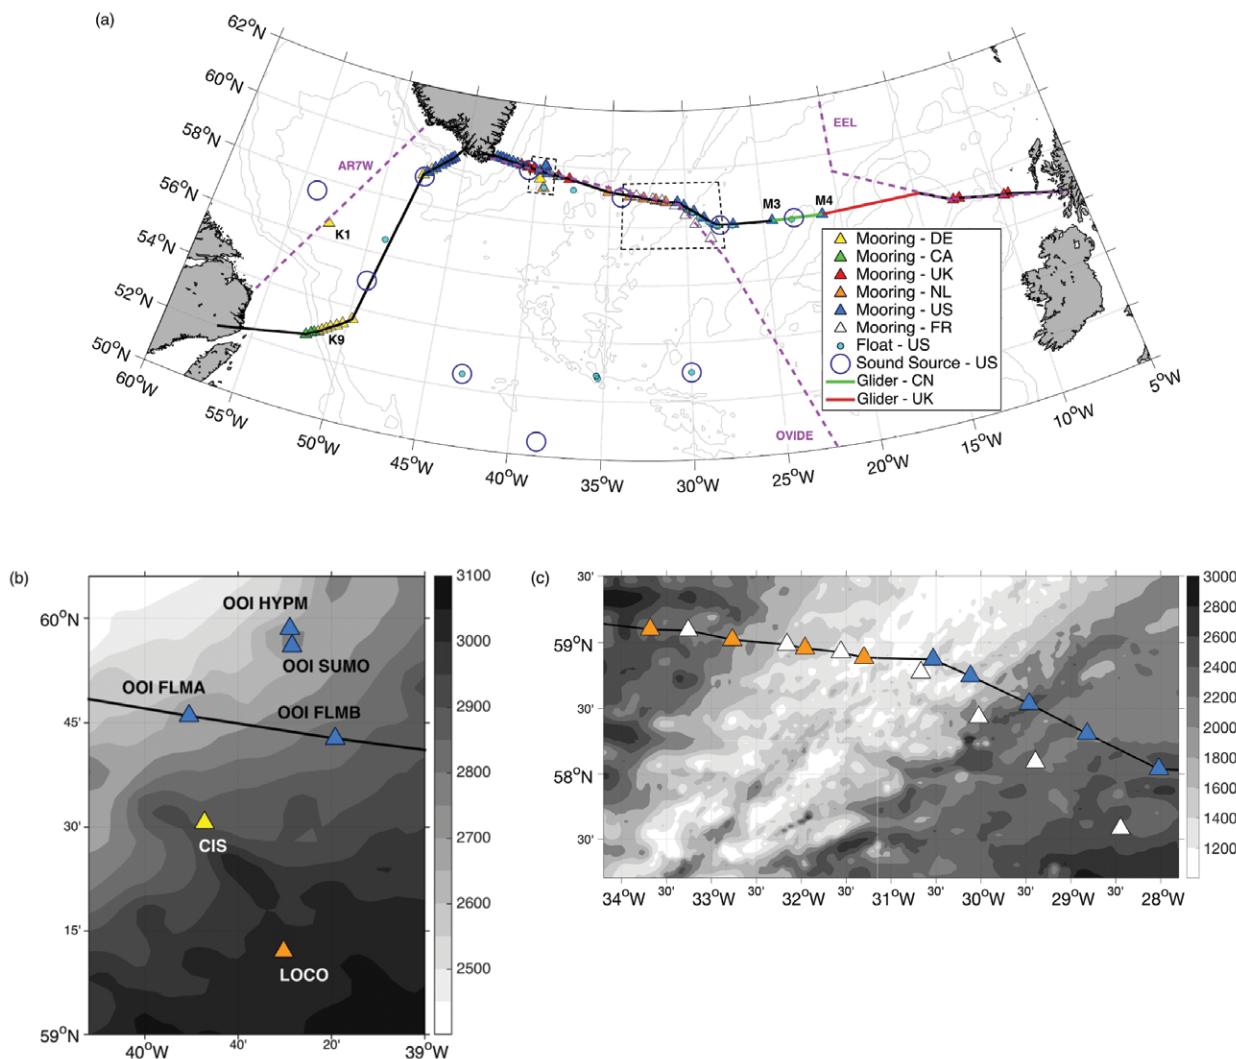 (a)
62°N
60°N
58°N
56°N
54°N
52°N
50°N
60°W
55°W
50°W
45°W
40°W
35°W
30°W
25°W
20°W
15°W
10°W
5°W
AR7W
K1
K9
EEL
M3
M4
OVIDE
Mooring - DE
Mooring - CA
Mooring - UK
Mooring - NL
Mooring - US
Mooring - FR
Float - US
Sound Source - US
Glider - CN
Glider - UK
(b)
60°N
45'
30'
15'
59°N
40°W
40'
20'
39°W
OOI HYPM
OOI SUMO
OOI FLMA
OOI FLMB
CIS
LOCO
3100
3000
2900
2800
2700
2600
2500
(c)
30'
59°N
30'
58°N
30'
34°W
30'
33°W
30'
32°W
30'
31°W
30'
30°W
30'
29°W
30'
28°W
3000
2800
2600
2400
2200
2000
1800
1600
1400
1200